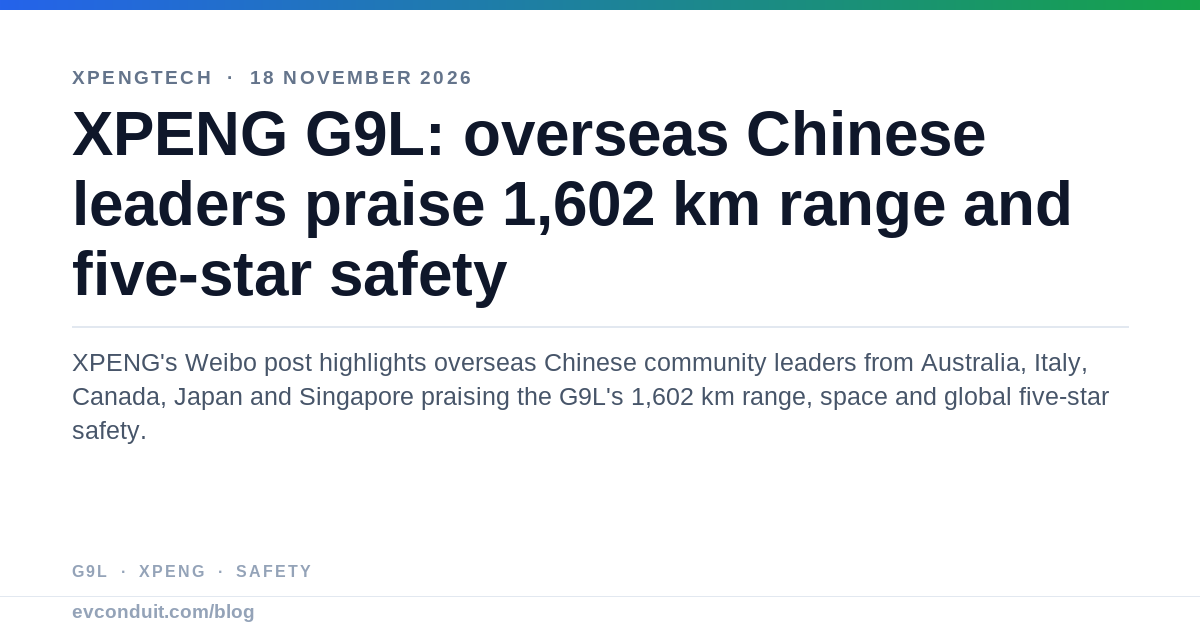 XPENGTECH · 18 NOVEMBER 2026
XPENG G9L: overseas Chinese
leaders praise 1,602 km range and
five-star safety
XPENG's Weibo post highlights overseas Chinese community leaders from Australia, Italy,
Canada, Japan and Singapore praising the G9L's 1,602 km range, space and global five-star
safety.
G9L · XPENG · SAFETY
evconduit.com/blog